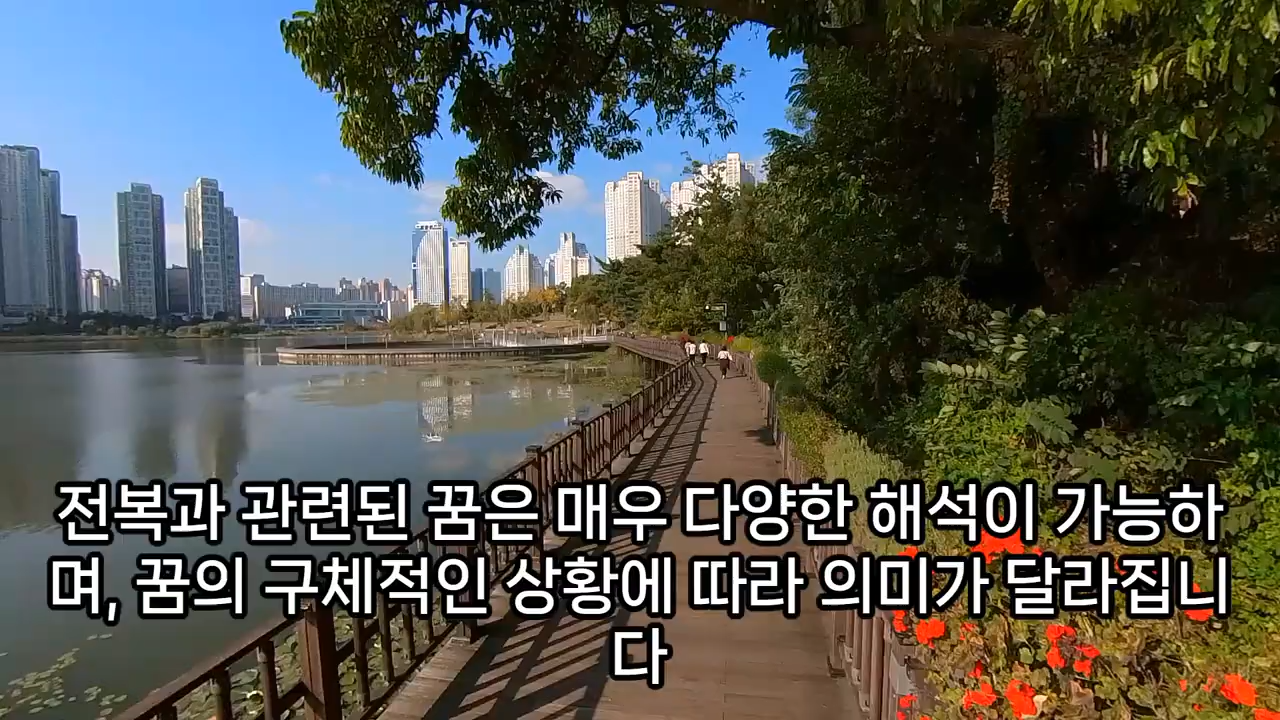 전복과 관련된 꿈은 매우 다양한 해석이 가능하
며, 꿈의 구체적인 상황에 따라 의미가 달라집니
다